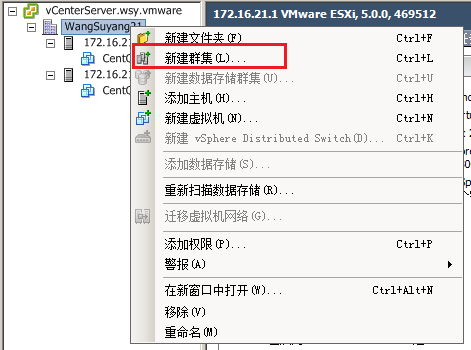 vCenterServer.wsy.vmware
172.16.21.1 VMware ESXi, 5.0.0, 469512
WangSuyang21
172.16.21
CentO
172.16.21
CentO
新建文件夹(F) Ctrl+F
新建群集(L)... Ctrl+L
新建数据存储群集(U)... Ctrl+U
添加主机(H)... Ctrl+H
新建虚拟机(N)... Ctrl+N
新建 vSphere Distributed Switch(D)... Ctrl+K
添加数据存储(S)...
重新扫描数据存储(R)...
迁移虚拟机网络(G)...
添加权限(P)... Ctrl+P
警报(A)
在新窗口中打开(W)... Ctrl+Alt+N
移除(V)
重命名(M)